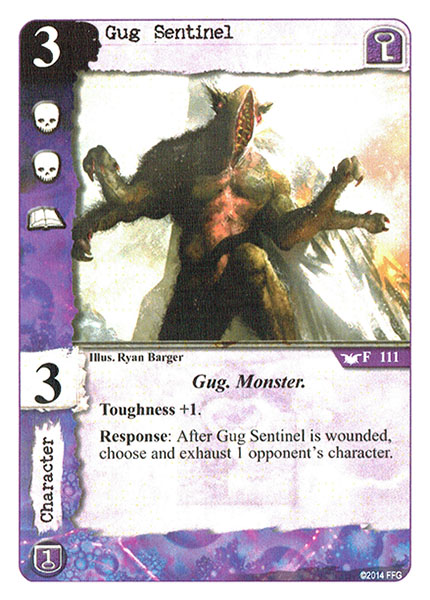 3
Gug Sentinel
Illus. Ryan Barger
F 111
3
Gug. Monster.
Toughness +1.
Response: After Gug Sentinel is wounded,
choose and exhaust 1 opponent's character.
Character
1
©2014 FFG